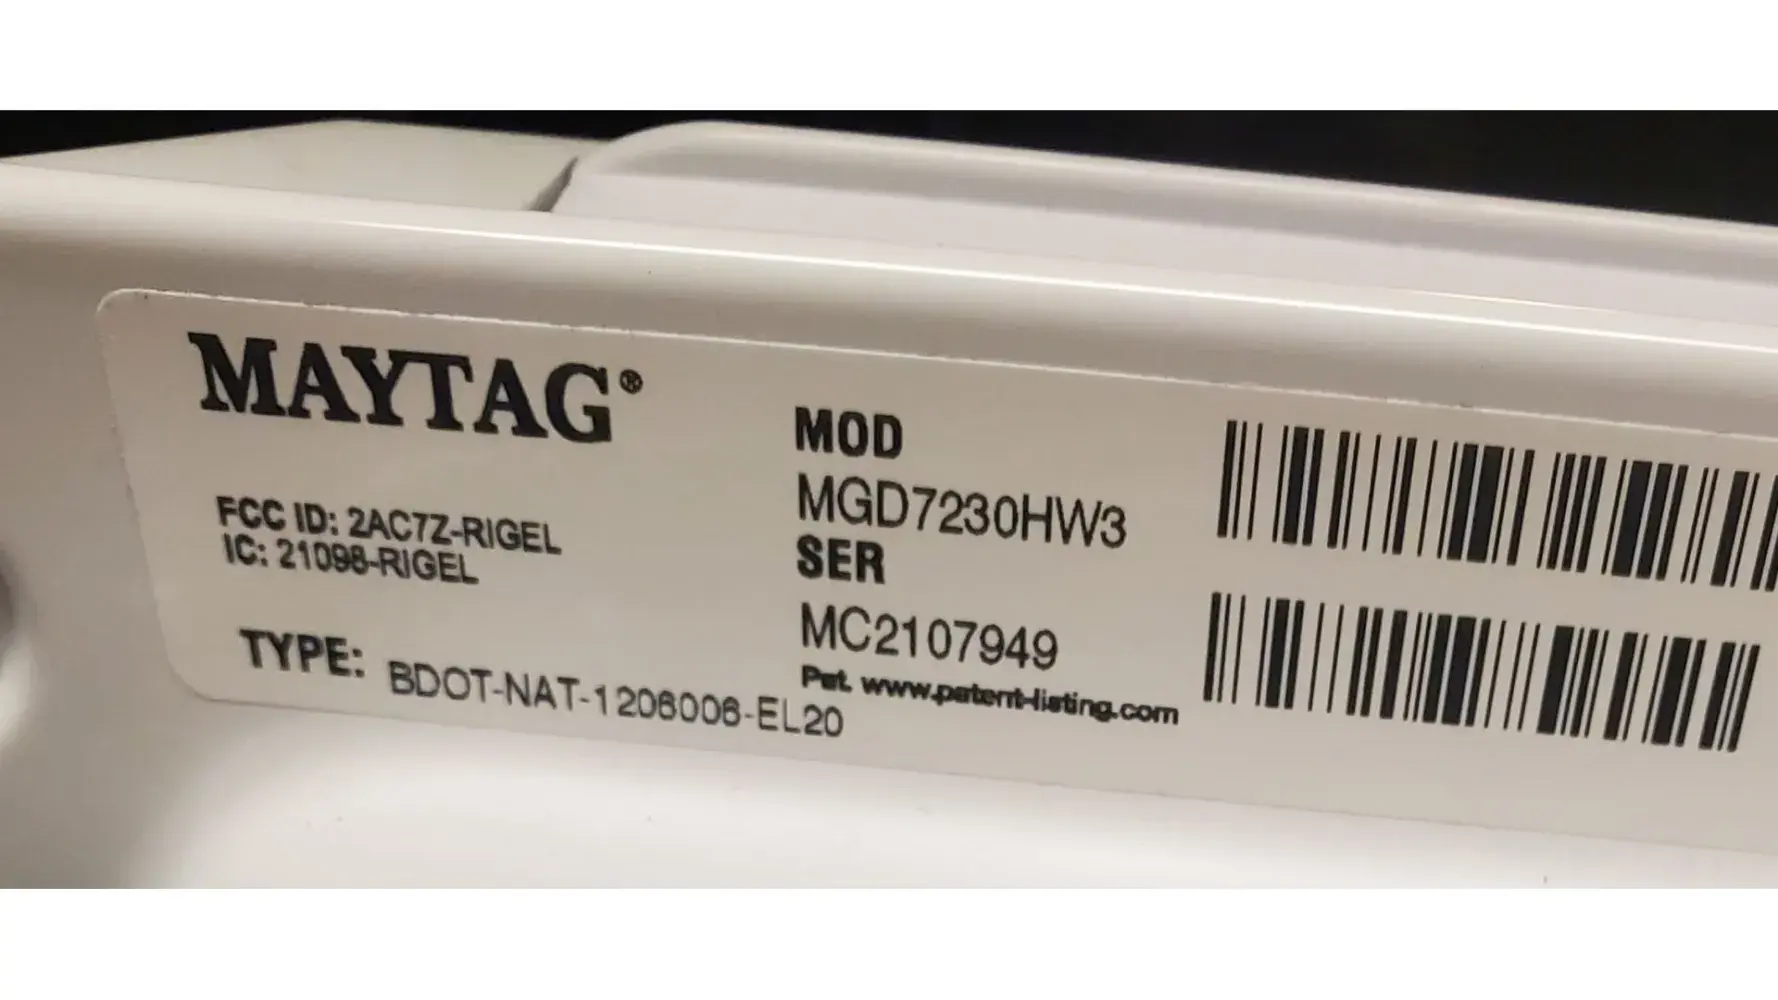 MAYTAG®
FCC ID: 2AC7Z-RIGEL
IC: 21098-RIGEL
TYPE: BDOT-NAT-1206006-EL20
MOD
MGD7230HW3
SER
MC2107949
Pat. www.patent-listing.com